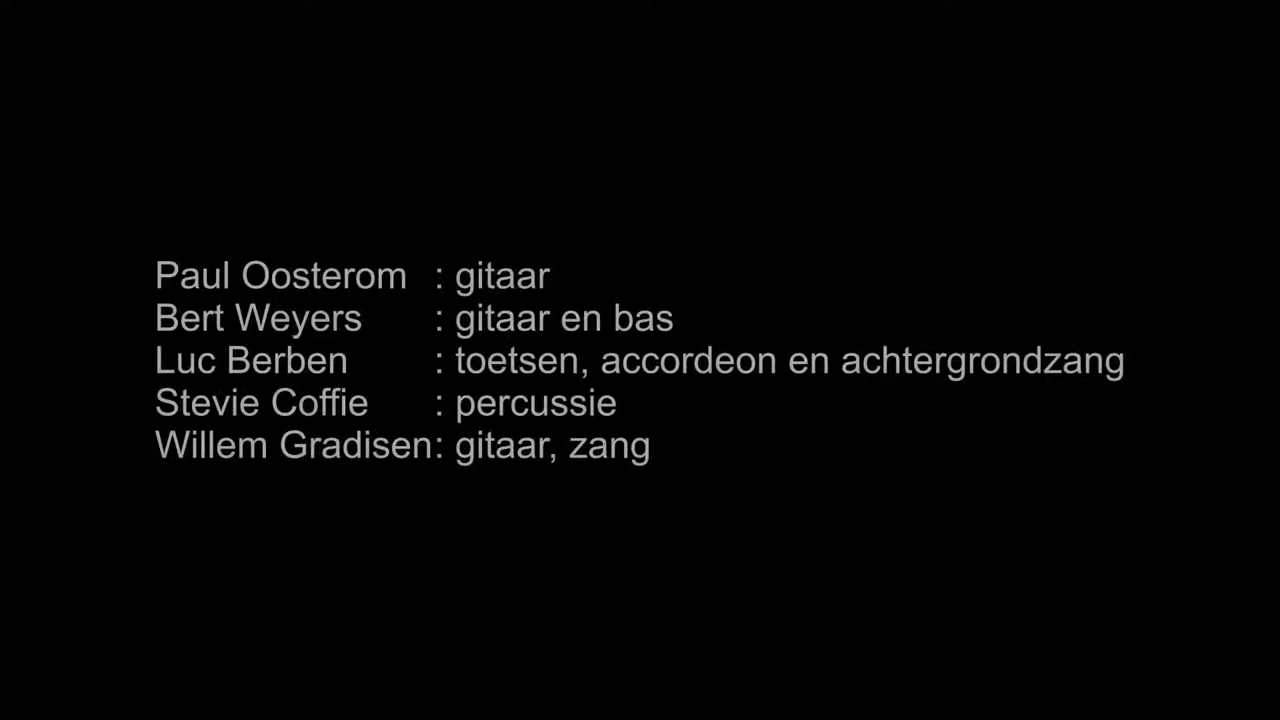 Paul Oosterom : gitaar
Bert Weyers : gitaar en bas
Luc Berben : toetsen, accordeon en achtergrondzang
Stevie Coffie : percussie
Willem Gradisen: gitaar, zang